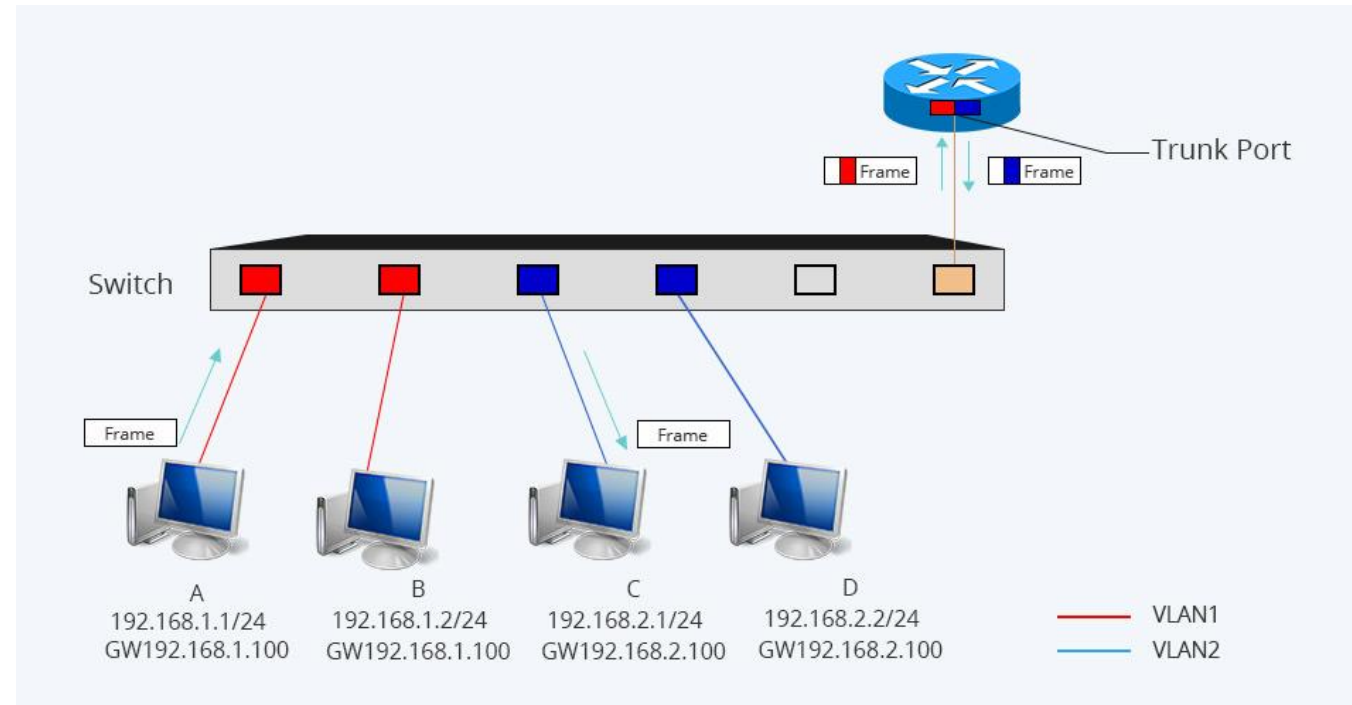 Trunk Port
Frame
Frame
Switch
Frame
Frame
A
192.168.1.1/24
GW192.168.1.100
B
192.168.1.2/24
GW192.168.1.100
C
192.168.2.1/24
GW192.168.2.100
D
192.168.2.2/24
GW192.168.2.100
VLAN1
VLAN2